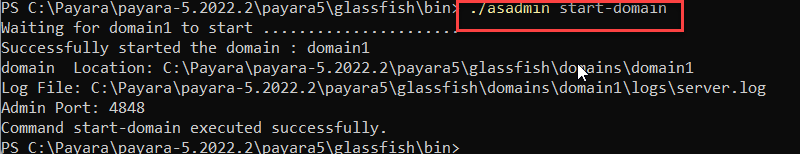 PS C:\Payara\payara-5.2022.2\payara5\glassfish\bin> ./asadmin start-domain
Waiting for domain1 to start ......................
Successfully started the domain : domain1
domain  Location: C:\Payara\payara-5.2022.2\payara5\glassfish\domains\domain1
Log File: C:\Payara\payara-5.2022.2\payara5\glassfish\domains\domain1\logs\server.log
Admin Port: 4848
Command start-domain executed successfully.
PS C:\Payara\payara-5.2022.2\payara5\glassfish\bin>